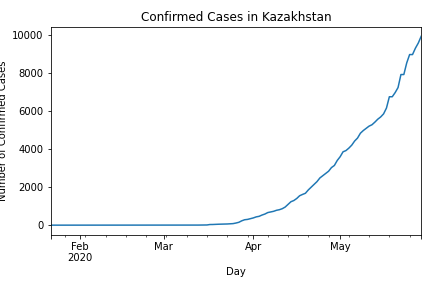 Confirmed Cases in Kazakhstan
Number of Confirmed Cases
10000
8000
6000
4000
2000
0
Feb
2020
Mar
Apr
May
Day